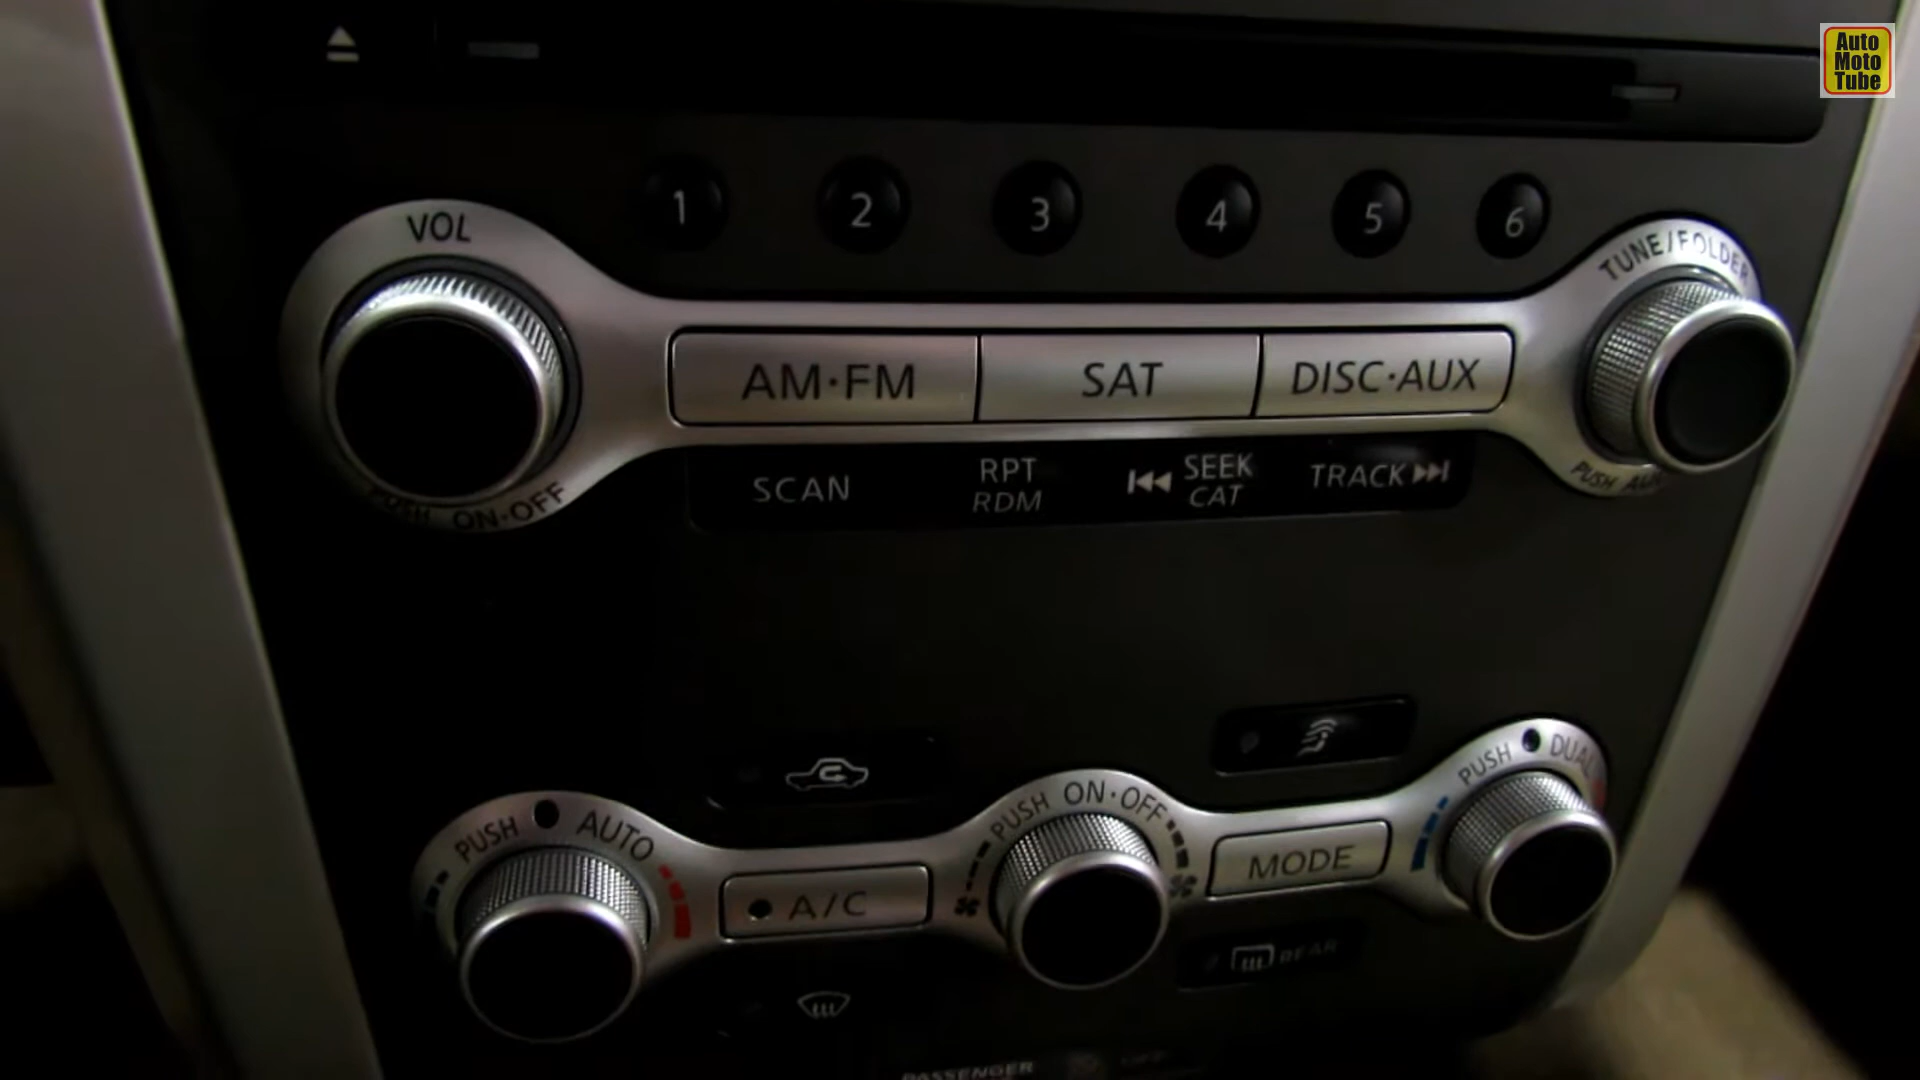 Auto
Moto
Tube
1 2 3 4 5 6
VOL
TUNE/FOLDER
AM·FM SAT DISC·AUX
PUSH ON·OFF
PUSH AUDIO
SCAN
RPT
RDM
SEEK
CAT
TRACK
PUSH AUTO
A/C
PUSH ON·OFF
MODE
PUSH DUAL
REAR
PASSENGER